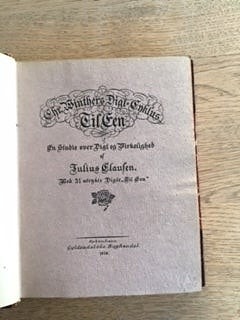 Chr. Winthers Digt-Cyklus
Til Een
En Studie over Digt og Virkelighed
af
Julius Clausen.
Med 31 utrykte Digte „Til Een”
Gyldendalske Boghandel